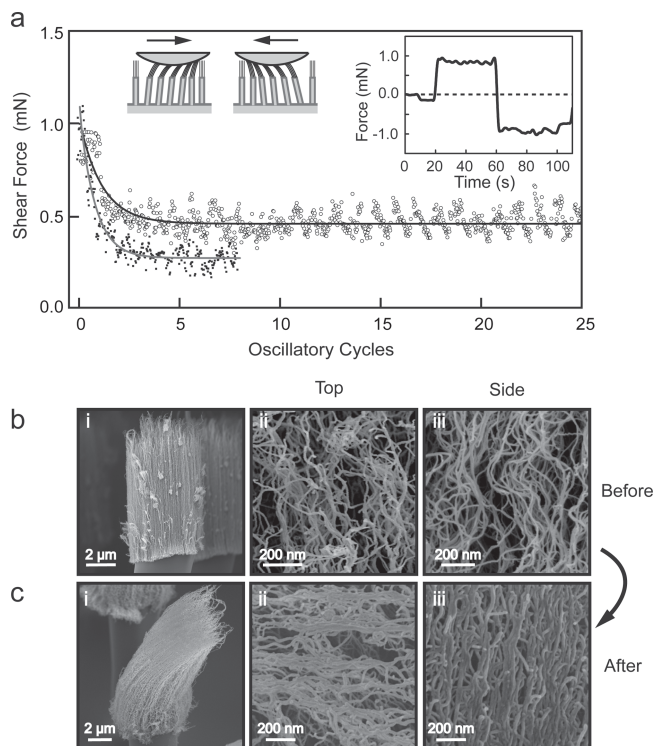 a
1.5
1.0
0.5
0.0
Shear Force (mN)
0
5
10
15
20
25
Oscillatory Cycles
1.0
0.0
-1.0
Force (mN)
0
20
40
60
80
100
Time (s)
Top
Side
b
i
2 µm
ii
200 nm
iii
200 nm
Before
c
i
2 µm
ii
200 nm
iii
200 nm
After